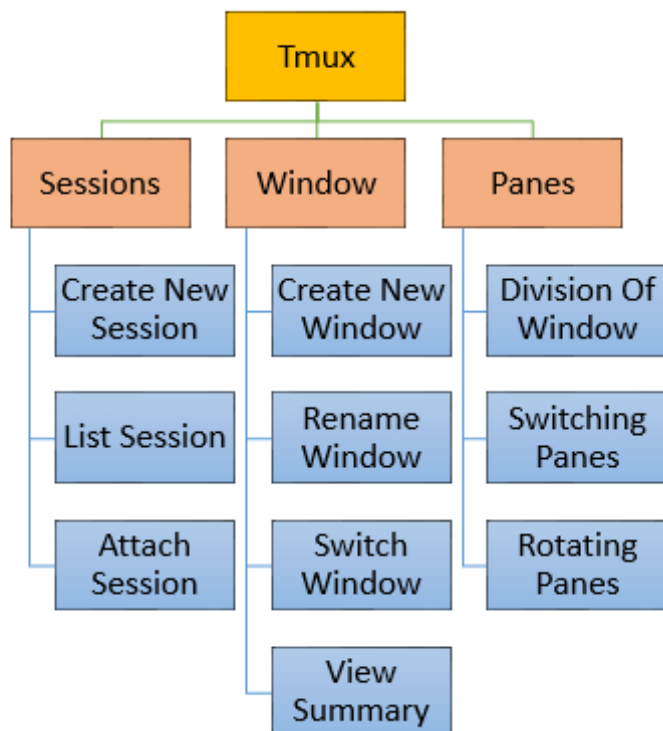 Tmux
Sessions
Window
Panes
Create New
Session
Create New
Window
Division Of
Window
List Session
Rename
Window
Switching
Panes
Attach
Session
Switch
Window
Rotating
Panes
View
Summary